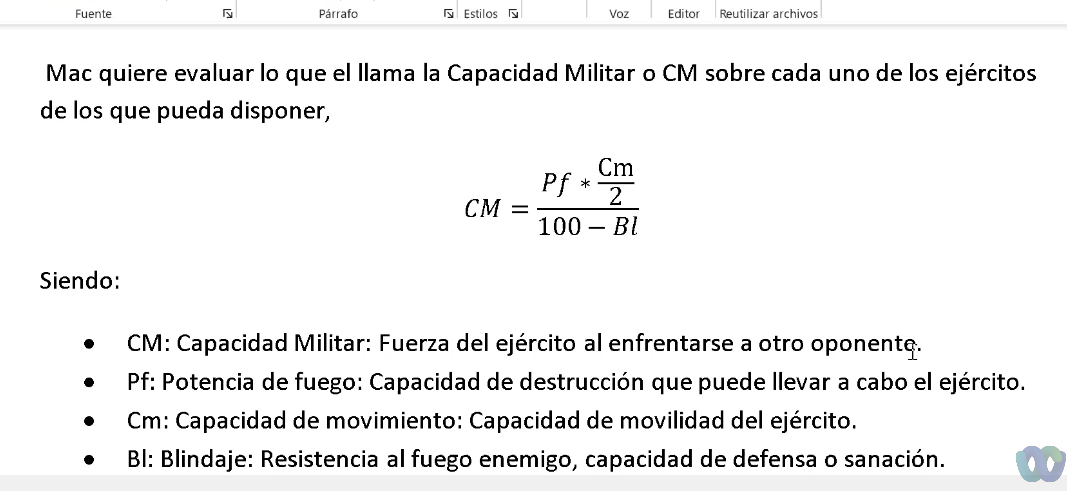 Fuente Párrafo Estilos Voz Editor Reutilizar archivos
Mac quiere evaluar lo que el llama la Capacidad Militar o CM sobre cada uno de los ejércitos
de los que pueda disponer,
CM = (Pf * Cm/2) / (100 − Bl)
Siendo:
• CM: Capacidad Militar: Fuerza del ejército al enfrentarse a otro oponente.
• Pf: Potencia de fuego: Capacidad de destrucción que puede llevar a cabo el ejército.
• Cm: Capacidad de movimiento: Capacidad de movilidad del ejército.
• Bl: Blindaje: Resistencia al fuego enemigo, capacidad de defensa o sanación.